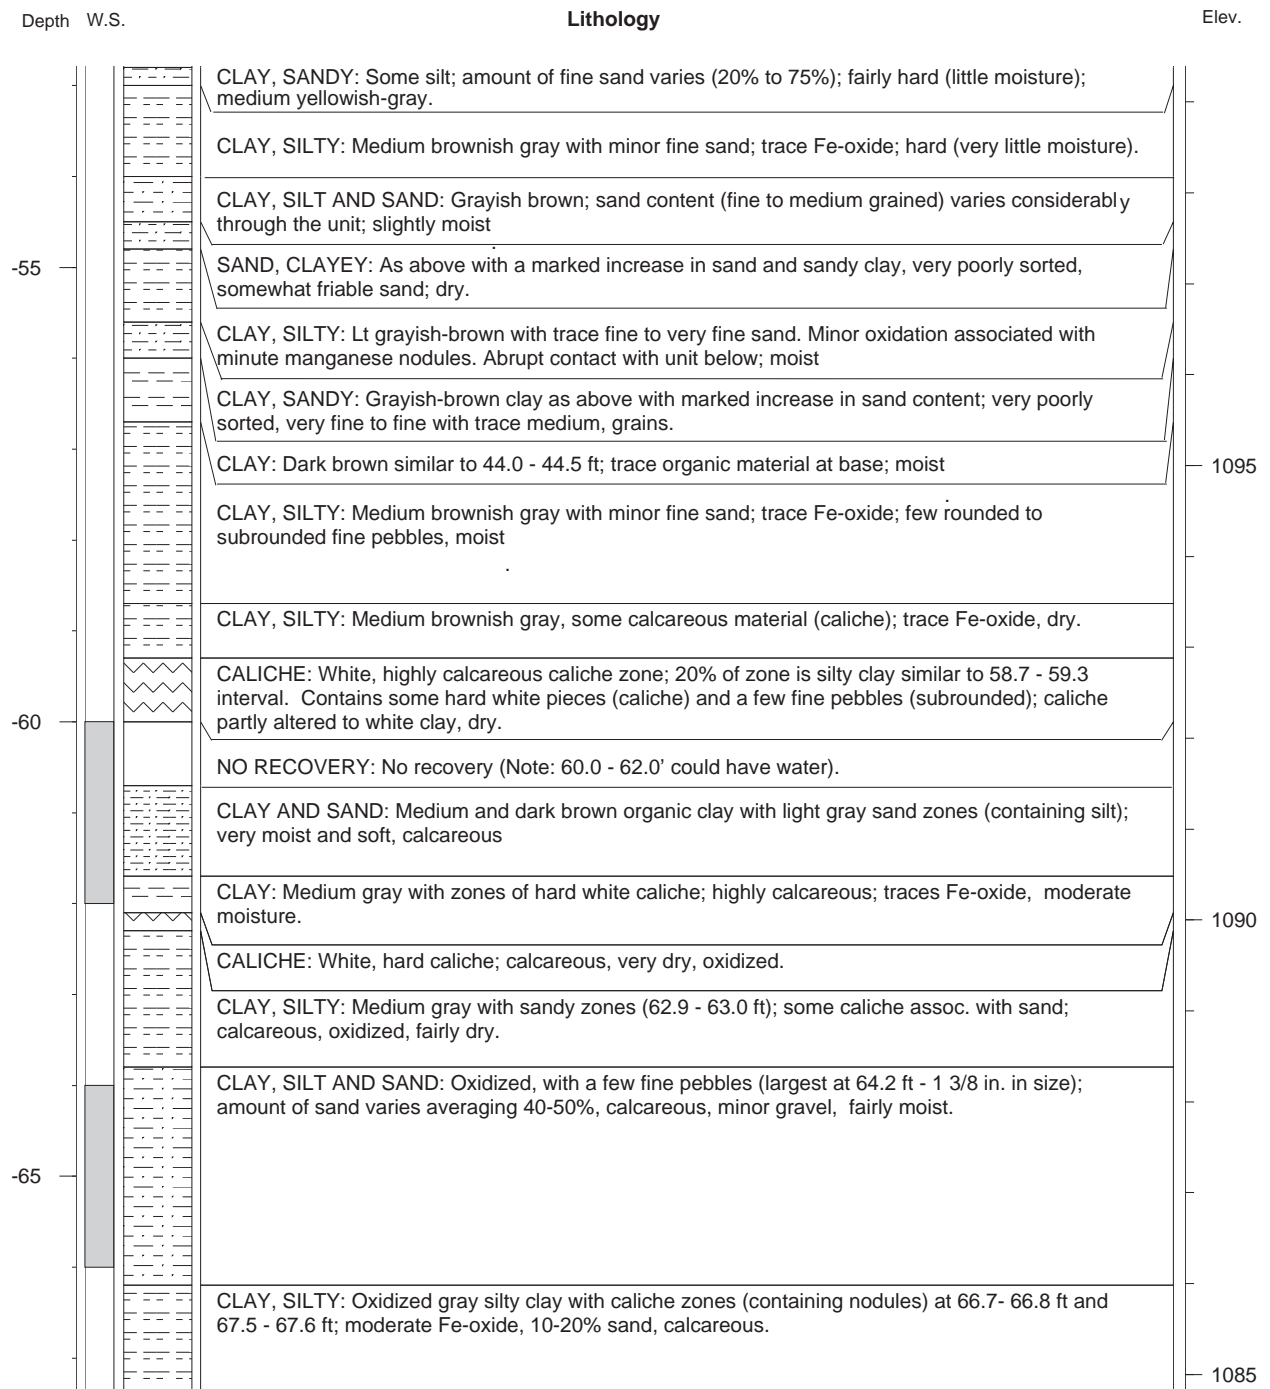 Depth W.S. Lithology Elev.
CLAY, SANDY: Some silt; amount of fine sand varies (20% to 75%); fairly hard (little moisture);
medium yellowish-gray.
CLAY, SILTY: Medium brownish gray with minor fine sand; trace Fe-oxide; hard (very little moisture).
CLAY, SILT AND SAND: Grayish brown; sand content (fine to medium grained) varies considerably
through the unit; slightly moist
-55
SAND, CLAYEY: As above with a marked increase in sand and sandy clay, very poorly sorted,
somewhat friable sand; dry.
CLAY, SILTY: Lt grayish-brown with trace fine to very fine sand. Minor oxidation associated with
minute manganese nodules. Abrupt contact with unit below; moist
CLAY, SANDY: Grayish-brown clay as above with marked increase in sand content; very poorly
sorted, very fine to fine with trace medium, grains.
CLAY: Dark brown similar to 44.0 - 44.5 ft; trace organic material at base; moist
1095
CLAY, SILTY: Medium brownish gray with minor fine sand; trace Fe-oxide; few rounded to
subrounded fine pebbles, moist
CLAY, SILTY: Medium brownish gray, some calcareous material (caliche); trace Fe-oxide, dry.
CALICHE: White, highly calcareous caliche zone; 20% of zone is silty clay similar to 58.7 - 59.3
interval. Contains some hard white pieces (caliche) and a few fine pebbles (subrounded); caliche
partly altered to white clay, dry.
-60
NO RECOVERY: No recovery (Note: 60.0 - 62.0' could have water).
CLAY AND SAND: Medium and dark brown organic clay with light gray sand zones (containing silt);
very moist and soft, calcareous
CLAY: Medium gray with zones of hard white caliche; highly calcareous; traces Fe-oxide, moderate
moisture.
1090
CALICHE: White, hard caliche; calcareous, very dry, oxidized.
CLAY, SILTY: Medium gray with sandy zones (62.9 - 63.0 ft); some caliche assoc. with sand;
calcareous, oxidized, fairly dry.
CLAY, SILT AND SAND: Oxidized, with a few fine pebbles (largest at 64.2 ft - 1 3/8 in. in size);
amount of sand varies averaging 40-50%, calcareous, minor gravel, fairly moist.
-65
CLAY, SILTY: Oxidized gray silty clay with caliche zones (containing nodules) at 66.7- 66.8 ft and
67.5 - 67.6 ft; moderate Fe-oxide, 10-20% sand, calcareous.
1085